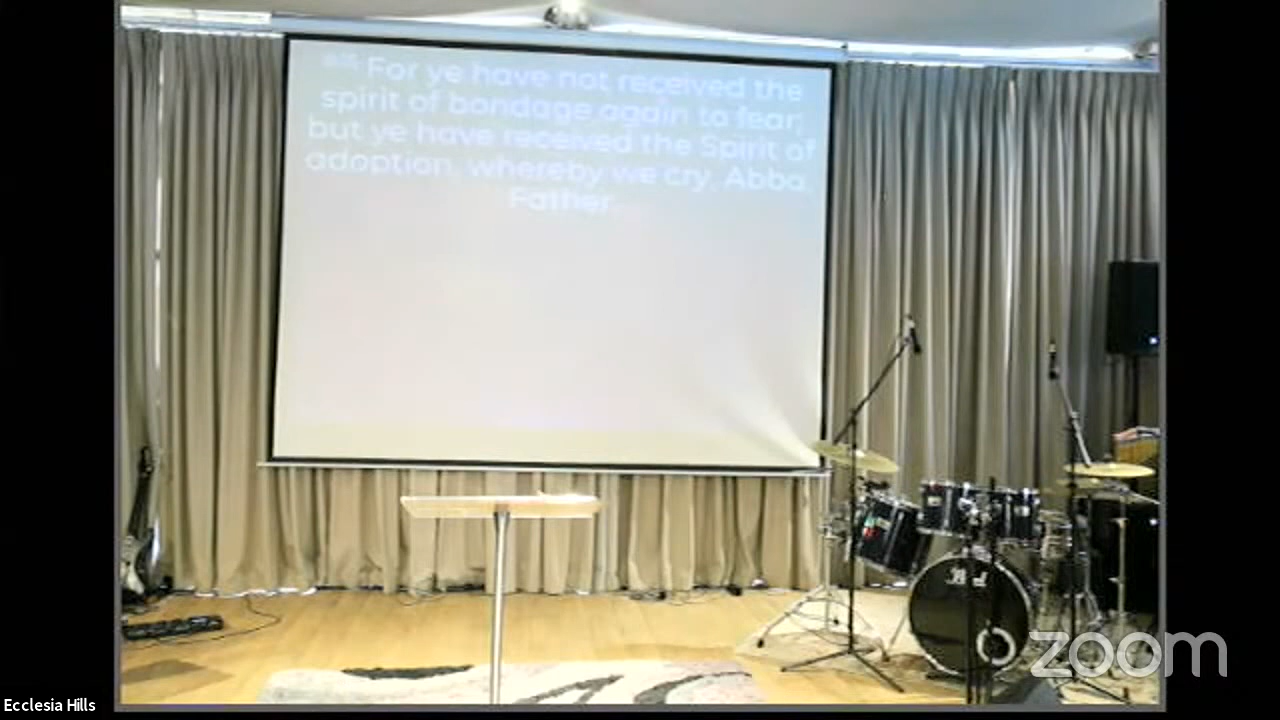 For ye have not received the
spirit of bondage again to fear;
but ye have received the Spirit of
adoption, whereby we cry, Abba,
Father.
Pearl
zoom
Ecclesia Hills